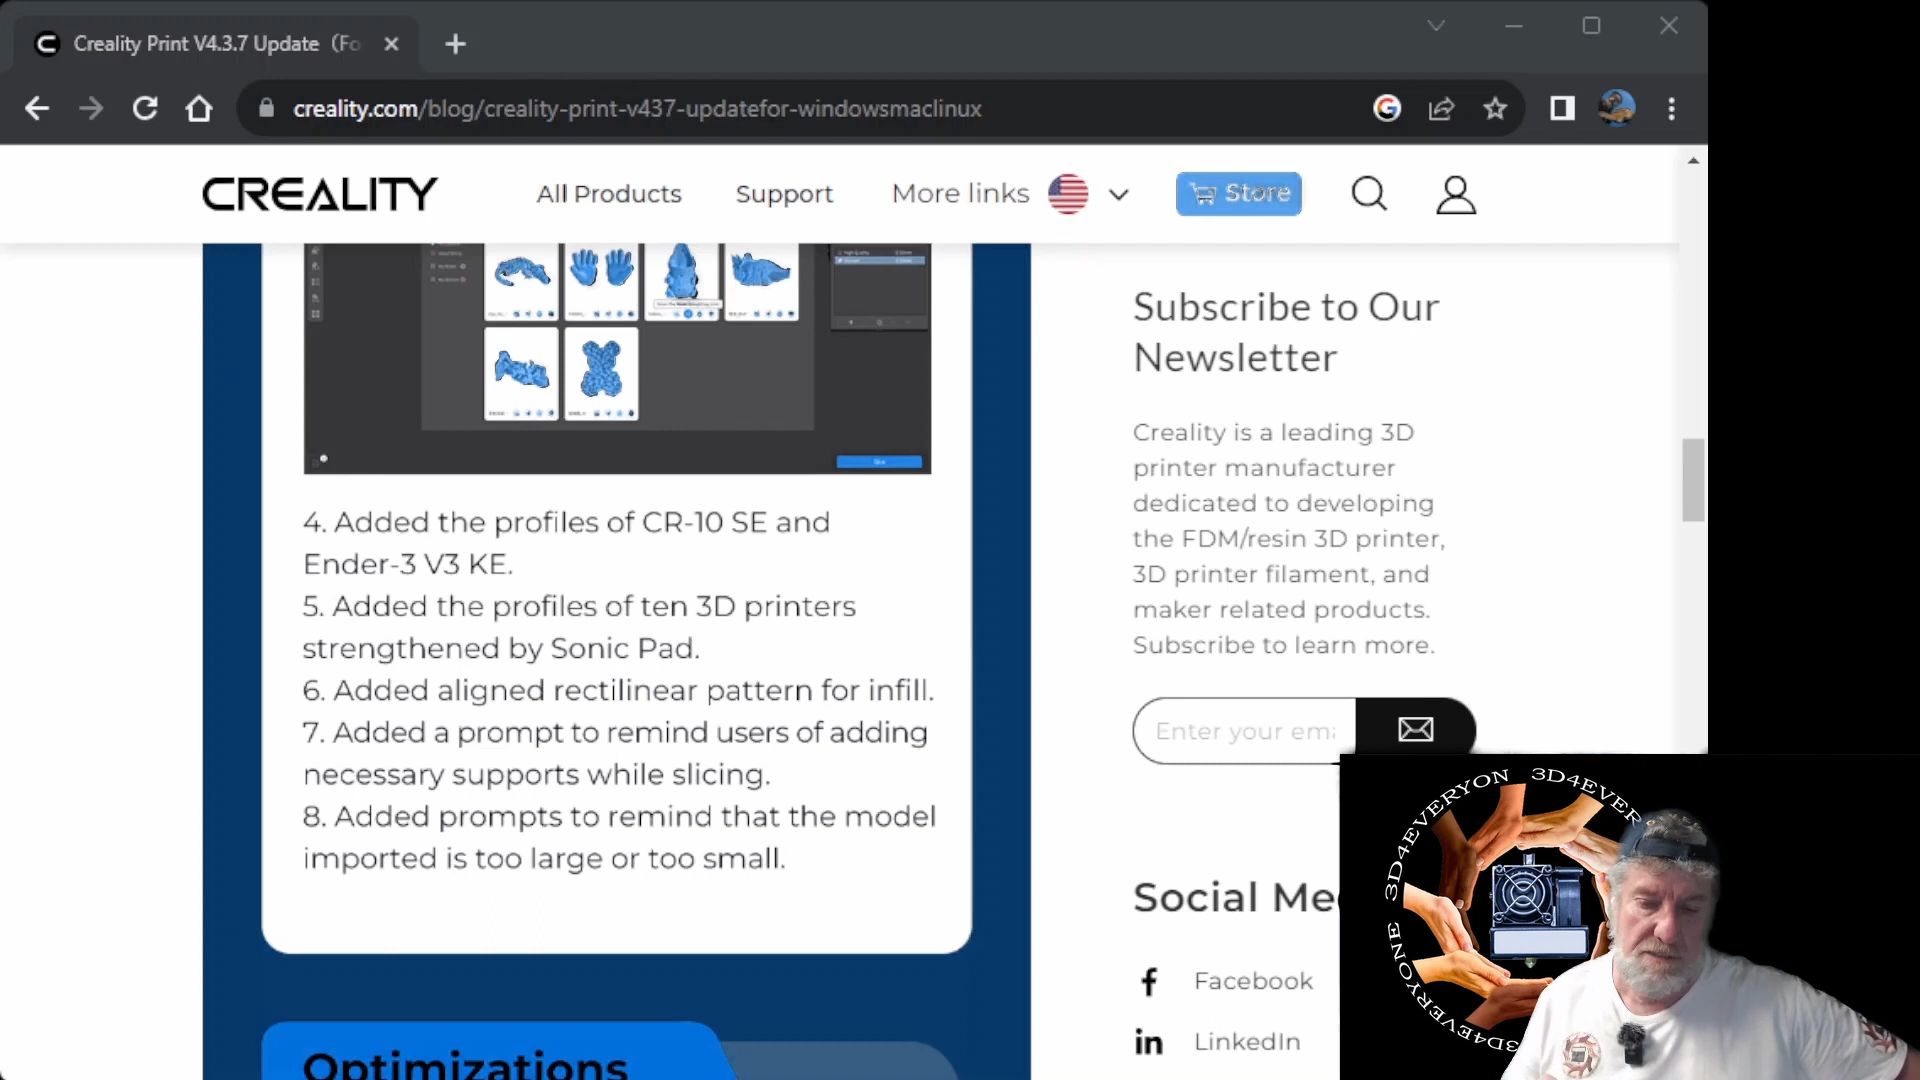 Creality Print V4.3.7 Update (Fo
creality.com/blog/creality-print-v437-updatefor-windowsmaclinux
CREALITY
All Products
Support
More links
Store
4. Added the profiles of CR-10 SE and
Ender-3 V3 KE.
5. Added the profiles of ten 3D printers
strengthened by Sonic Pad.
6. Added aligned rectilinear pattern for infill.
7. Added a prompt to remind users of adding
necessary supports while slicing.
8. Added prompts to remind that the model
imported is too large or too small.
Optimizations
Subscribe to Our
Newsletter
Creality is a leading 3D
printer manufacturer
dedicated to developing
the FDM/resin 3D printer,
3D printer filament, and
maker related products.
Subscribe to learn more.
Enter your ema
Social Me
Facebook
LinkedIn
3D4EVERYON
3D4EVER
3D4EVERYONE